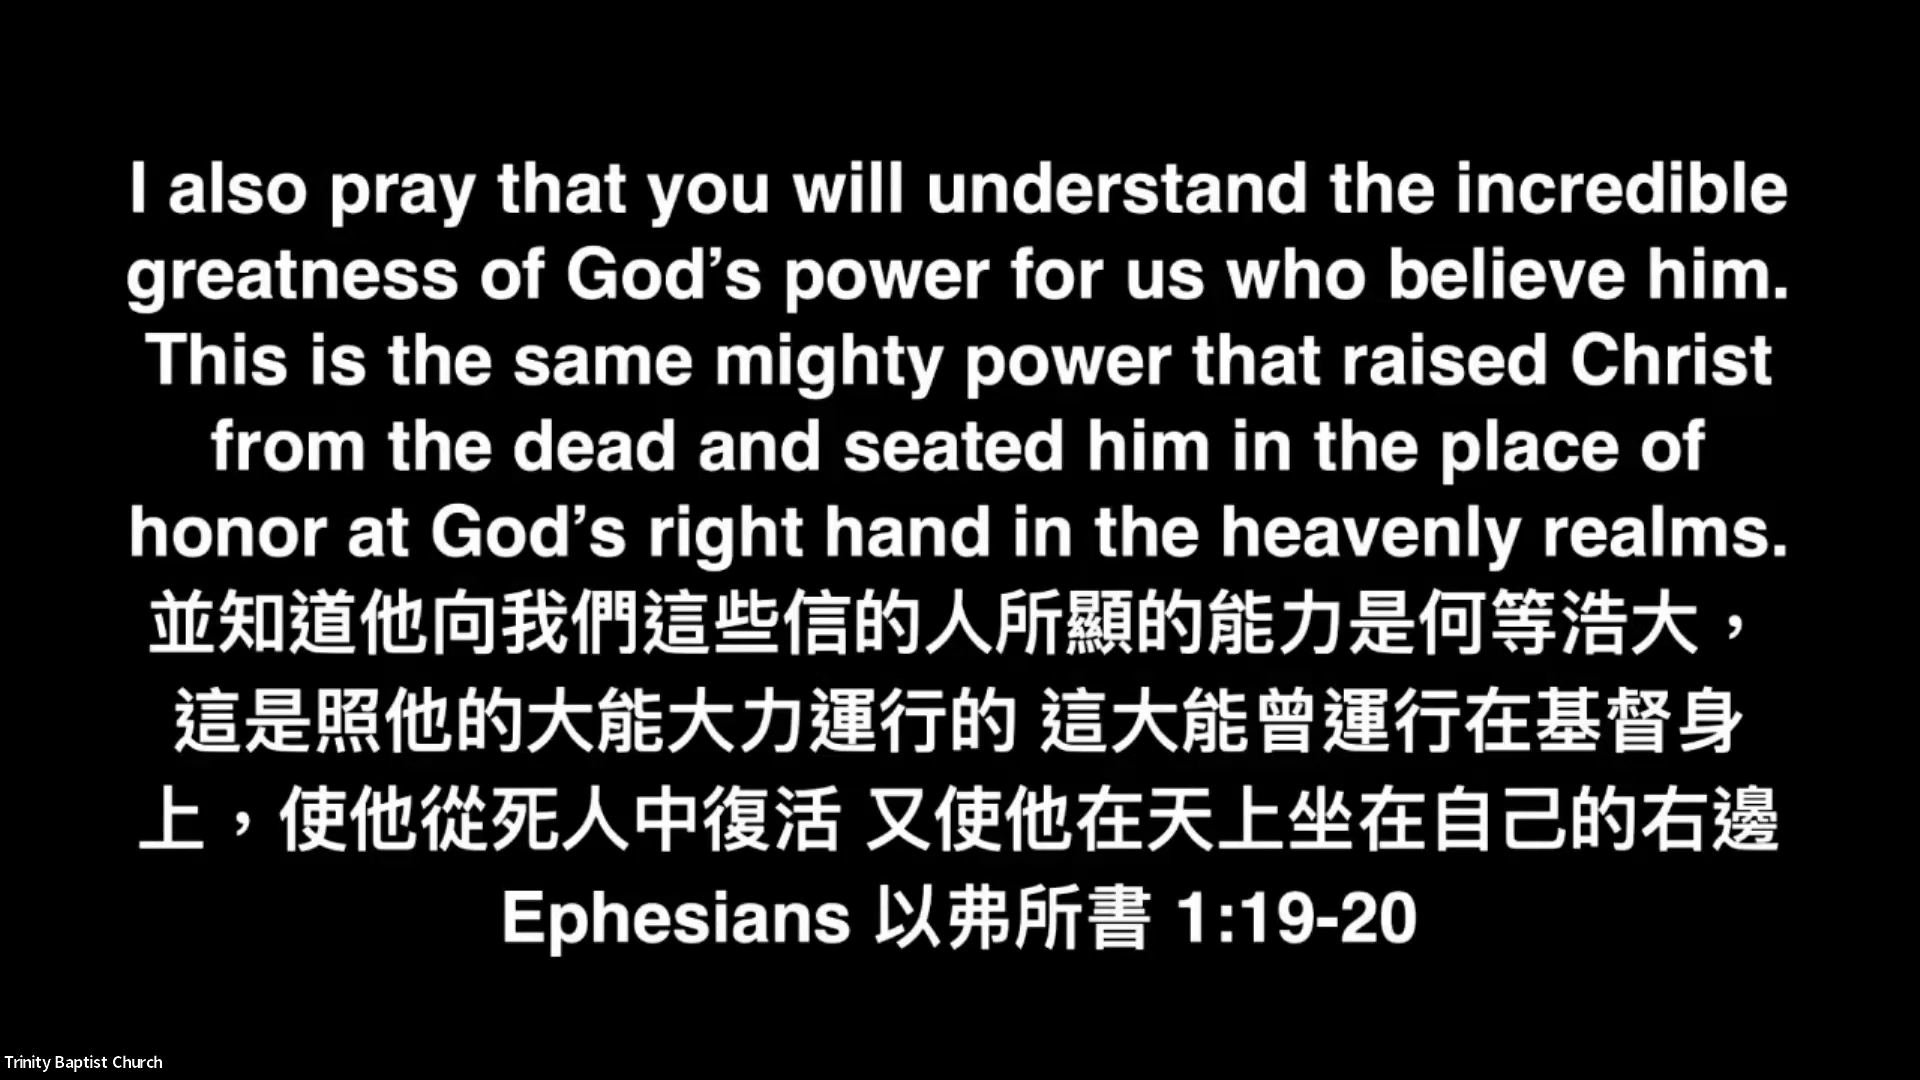 I also pray that you will understand the incredible
greatness of God’s power for us who believe him.
This is the same mighty power that raised Christ
from the dead and seated him in the place of
honor at God’s right hand in the heavenly realms.
並知道他向我們這些信的人所顯的能力是何等浩大，
這是照他的大能大力運行的 這大能曾運行在基督身
上，使他從死人中復活 又使他在天上坐在自己的右邊
Ephesians 以弗所書 1:19-20
Trinity Baptist Church